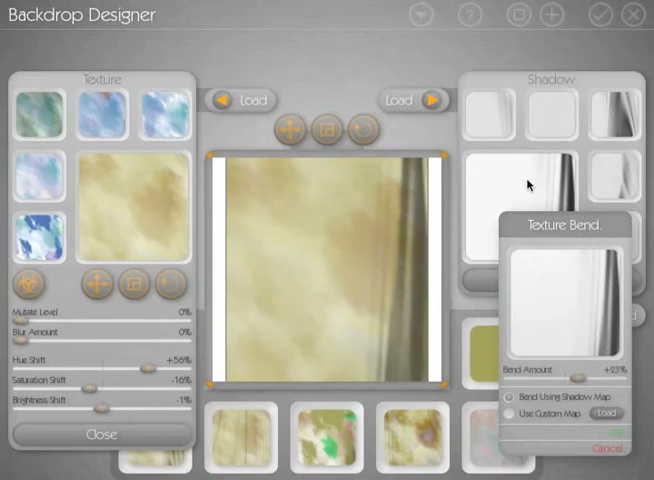 Backdrop Designer
?
Texture
Load
Load
Shadow
Texture Bend.
Mutate Level 0%
Blur Amount 0%
Hue Shift +56%
Saturation Shift -16%
Brightness Shift -1%
Close
Bend Amount +23%
Bend Using Shadow Map
Use Custom Map Load
Cancel